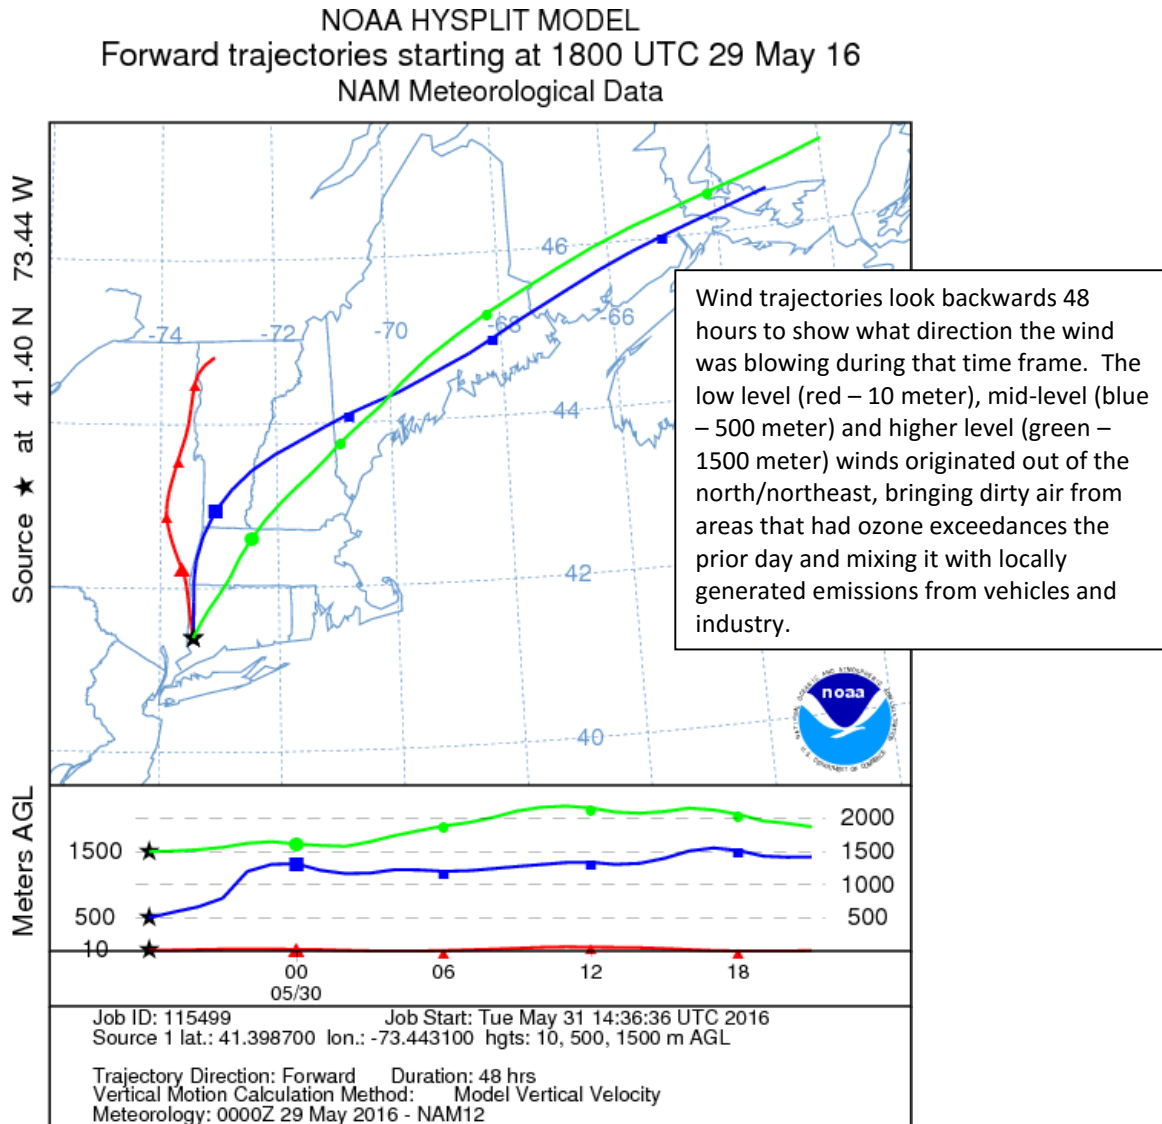 NOAA HYSPLIT MODEL
Forward trajectories starting at 1800 UTC 29 May 16
NAM Meteorological Data
Source ★ at 41.40 N 73.44 W
46
-74
-72
-70
-68
-66
44
42
40
Wind trajectories look backwards 48
hours to show what direction the wind
was blowing during that time frame. The
low level (red – 10 meter), mid-level (blue
– 500 meter) and higher level (green –
1500 meter) winds originated out of the
north/northeast, bringing dirty air from
areas that had ozone exceedances the
prior day and mixing it with locally
generated emissions from vehicles and
industry.
NATIONAL OCEANIC AND ATMOSPHERIC ADMINISTRATION
noaa
U.S. DEPARTMENT OF COMMERCE
Meters AGL
2000
1500 1500
1000
500 500
10
00 06 12 18
05/30
Job ID: 115499 Job Start: Tue May 31 14:36:36 UTC 2016
Source 1 lat.: 41.398700 lon.: -73.443100 hgts: 10, 500, 1500 m AGL
Trajectory Direction: Forward Duration: 48 hrs
Vertical Motion Calculation Method: Model Vertical Velocity
Meteorology: 0000Z 29 May 2016 - NAM12